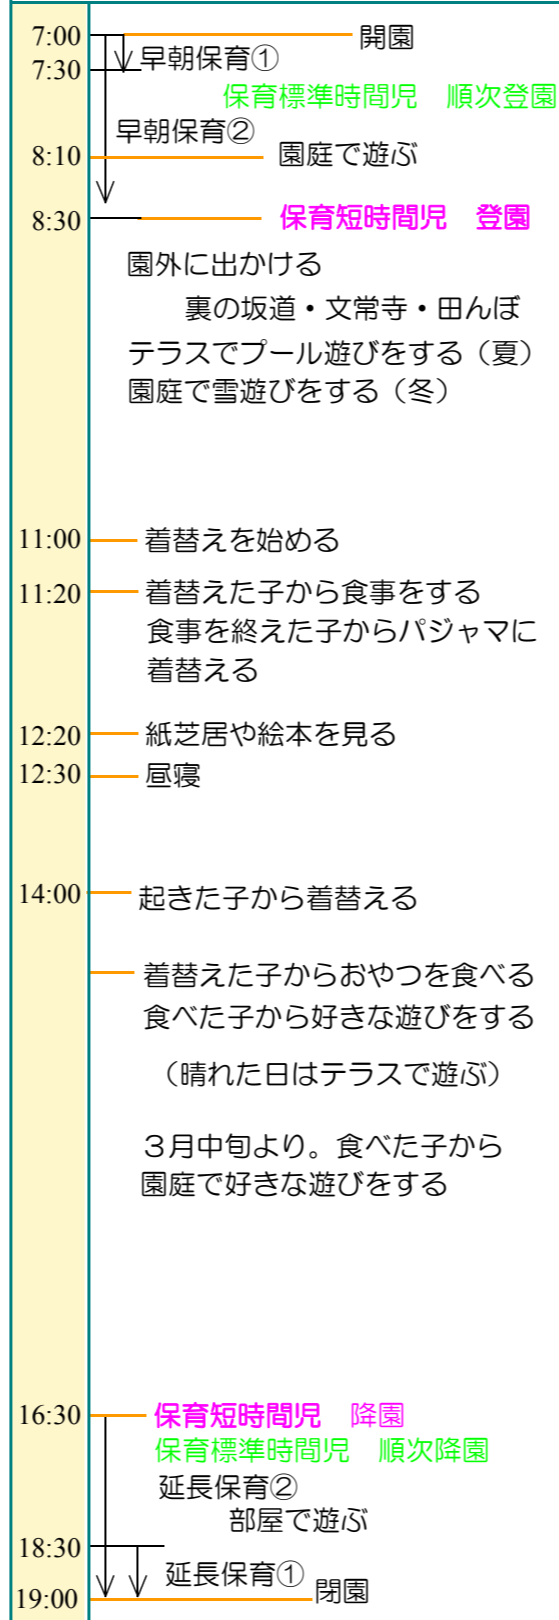 7:00 開園
早朝保育①
7:30
保育標準時間児　順次登園
早朝保育②
8:10 園庭で遊ぶ
8:30 保育短時間児　登園
園外に出かける
裏の坂道・文常寺・田んぼ
テラスでプール遊びをする（夏）
園庭で雪遊びをする（冬）
11:00 着替えを始める
11:20 着替えた子から食事をする
食事を終えた子からパジャマに
着替える
12:20 紙芝居や絵本を見る
12:30 昼寝
14:00 起きた子から着替える
着替えた子からおやつを食べる
食べた子から好きな遊びをする
（晴れた日はテラスで遊ぶ）
３月中旬より。食べた子から
園庭で好きな遊びをする
16:30 保育短時間児　降園
保育標準時間児　順次降園
延長保育②
部屋で遊ぶ
18:30
延長保育①
19:00 閉園